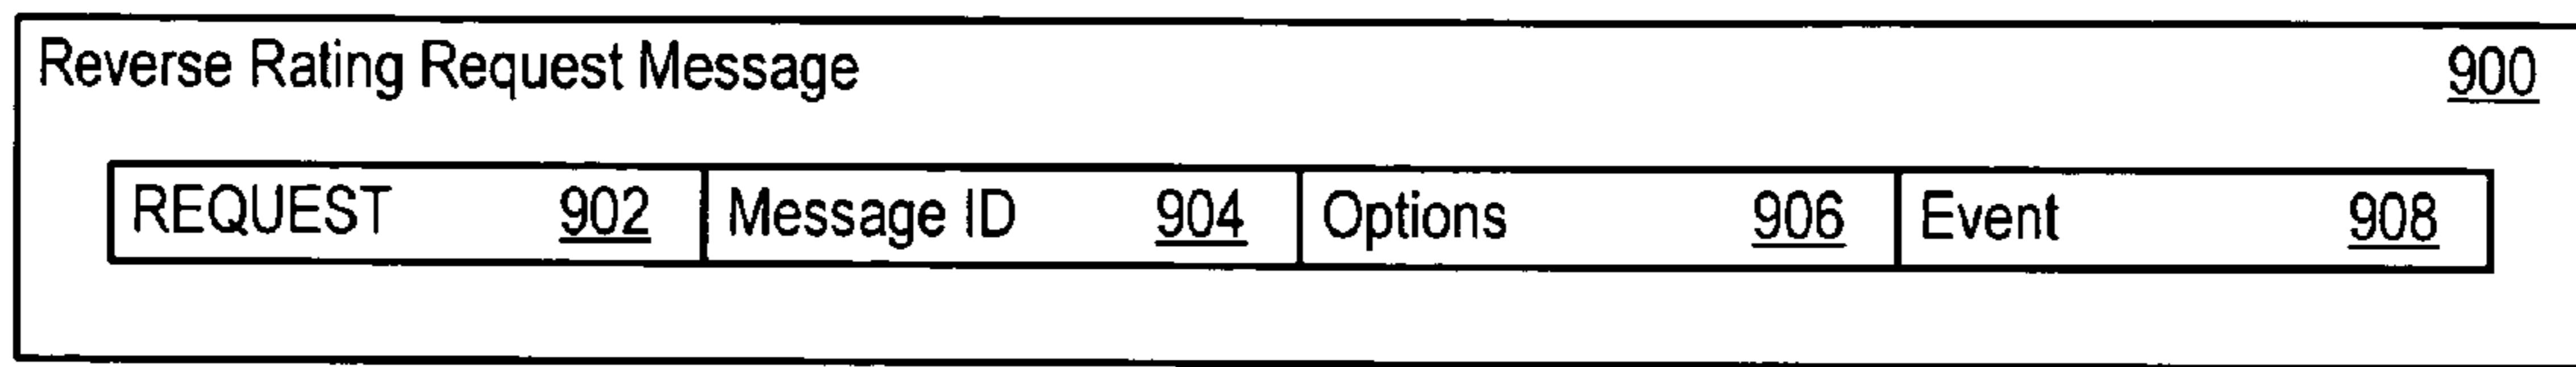 Reverse Rating Request Message 900
REQUEST 902 Message ID 904 Options 906 Event 908